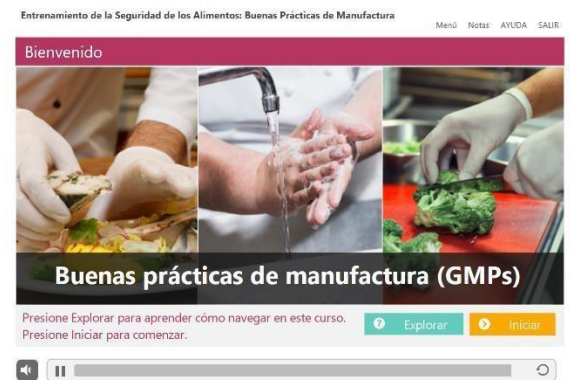 Entrenamiento de la Seguridad de los Alimentos: Buenas Prácticas de Manufactura
Menú Notas AYUDA SALIR
Bienvenido
Buenas prácticas de manufactura (GMPs)
Presione Explorar para aprender cómo navegar en este curso.
Presione Iniciar para comenzar.
? Explorar
Iniciar